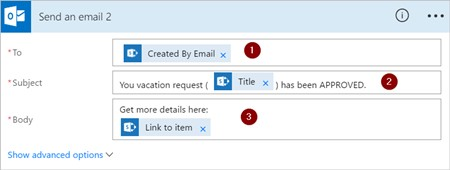 Send an email 2
*To
Created By Email x
1
*Subject
You vacation request ( Title x ) has been APPROVED.
2
*Body
Get more details here:
3
Link to item x
Show advanced options